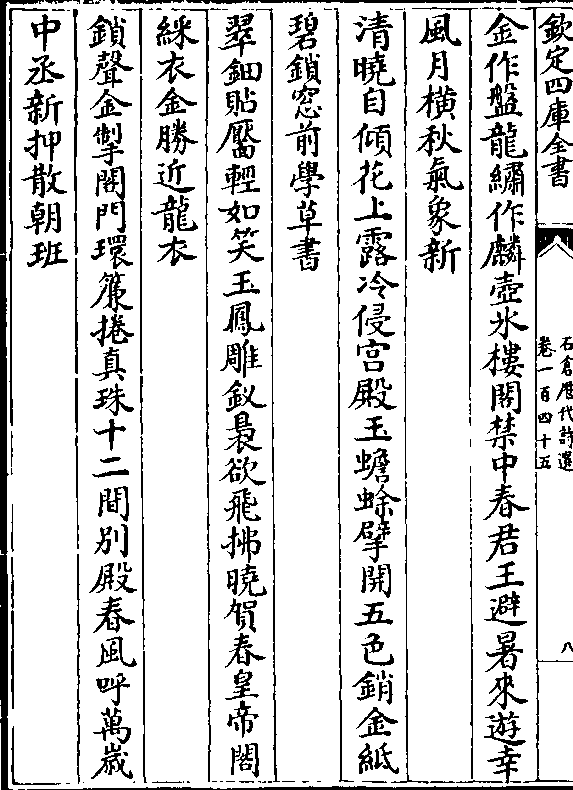 欽定四庫全書
石倉歷代詩選
卷一百四十五
八
金作盤龍繡作麟壺氷樓閣禁中春君王避暑來遊幸
風月橫秋氣象新
清曉自傾花上露冷侵宮殿玉蟾蜍擘開五色銷金紙
碧鎖窓前學草書
翠鈿貼靨輕如笑玉鳳雕釵裊欲飛拂曉賀春皇帝閤
綵衣金勝近龍衣
鎖聲金掣閤門環簾捲真珠十二間別殿春風呼萬歲
中丞新押散朝班